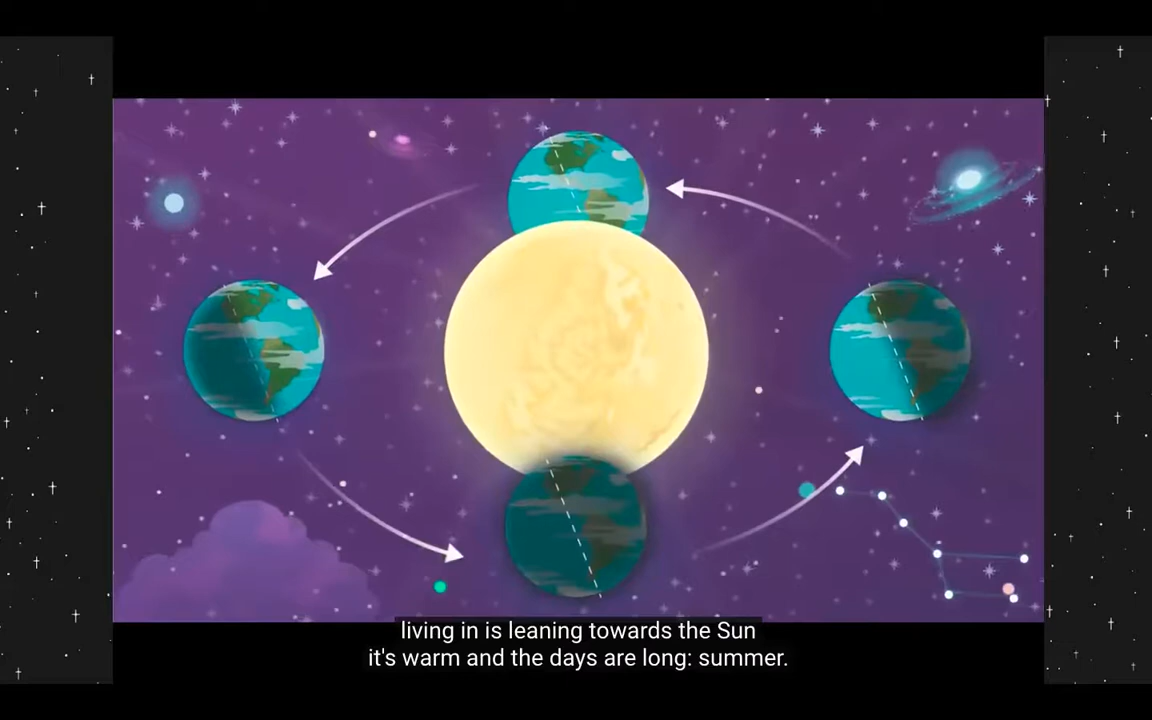 living in is leaning towards the Sun
it's warm and the days are long: summer.